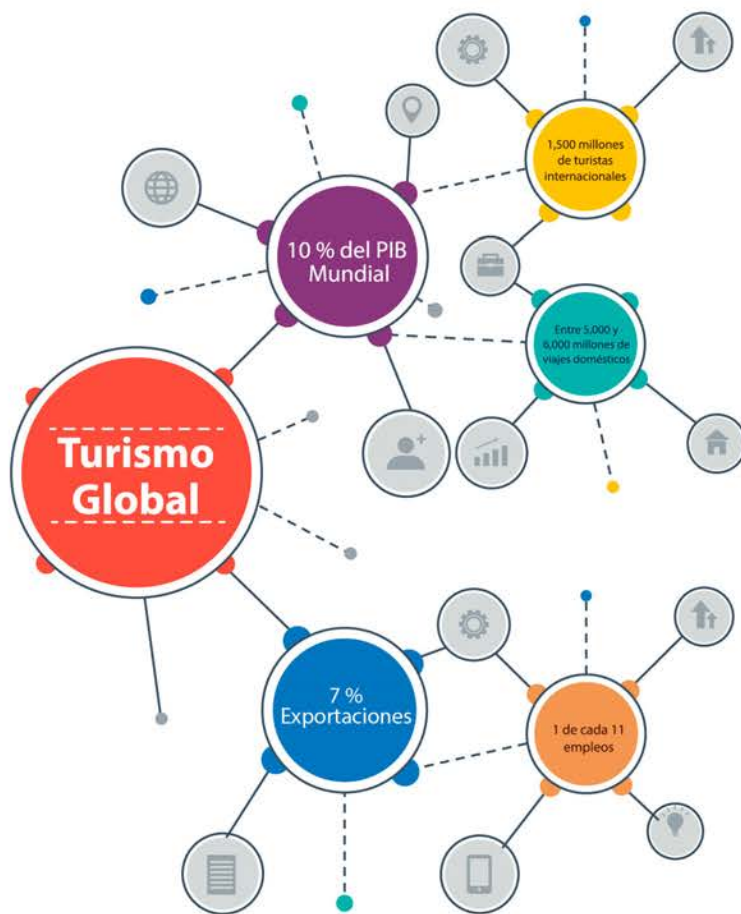 1,500 millones
de turistas
internacionales
10 % del PIB
Mundial
Entre 5,000 y
6,000 millones de
viajes domésticos
Turismo
Global
7 %
Exportaciones
1 de cada 11
empleos